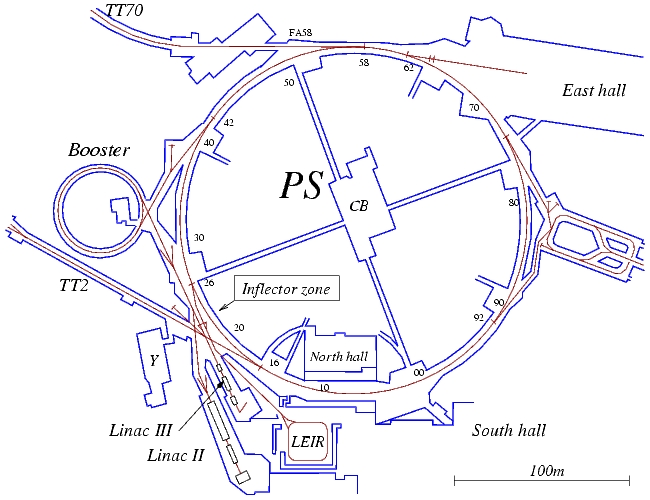 TT70
FA58
58
62
50
East hall
70
42
40
Booster
PS
CB
80
30
TT2
26
Inflector zone
90
92
20
16
North hall
00
Y
10
Linac III
Linac II
LEIR
South hall
100m